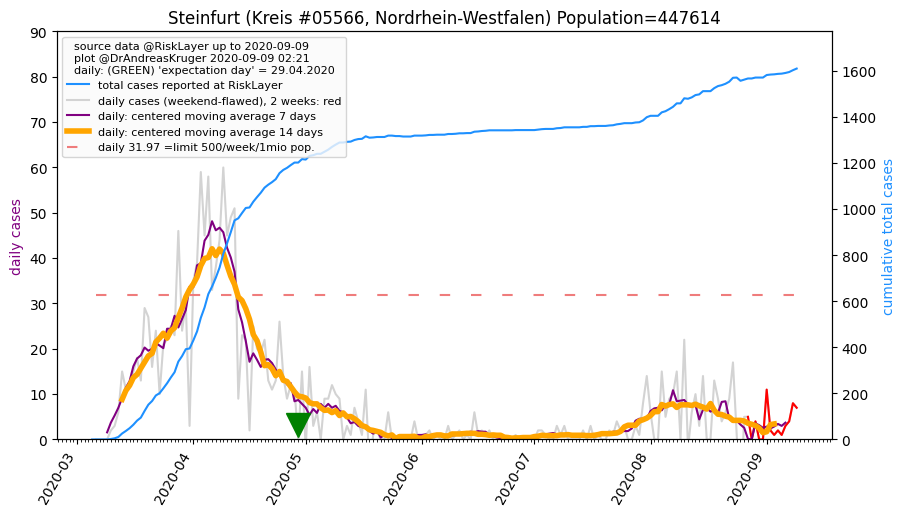 Steinfurt (Kreis #05566, Nordrhein-Westfalen) Population=447614
source data @RiskLayer up to 2020-09-09
plot @DrAndreasKruger 2020-09-09 02:21
daily: (GREEN) 'expectation day' = 29.04.2020
total cases reported at RiskLayer
daily cases (weekend-flawed), 2 weeks: red
daily: centered moving average 7 days
daily: centered moving average 14 days
daily 31.97 =limit 500/week/1mio pop.
daily cases
90
80
70
60
50
40
30
20
10
0
cumulative total cases
1600
1400
1200
1000
800
600
400
200
0
2020-03
2020-04
2020-05
2020-06
2020-07
2020-08
2020-09